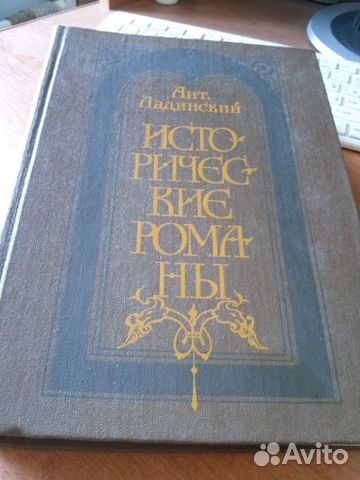 Ант.
Ладинский
ИСТО-
РИЧЕС-
КИЕ
РОМА-
НЫ
Avito